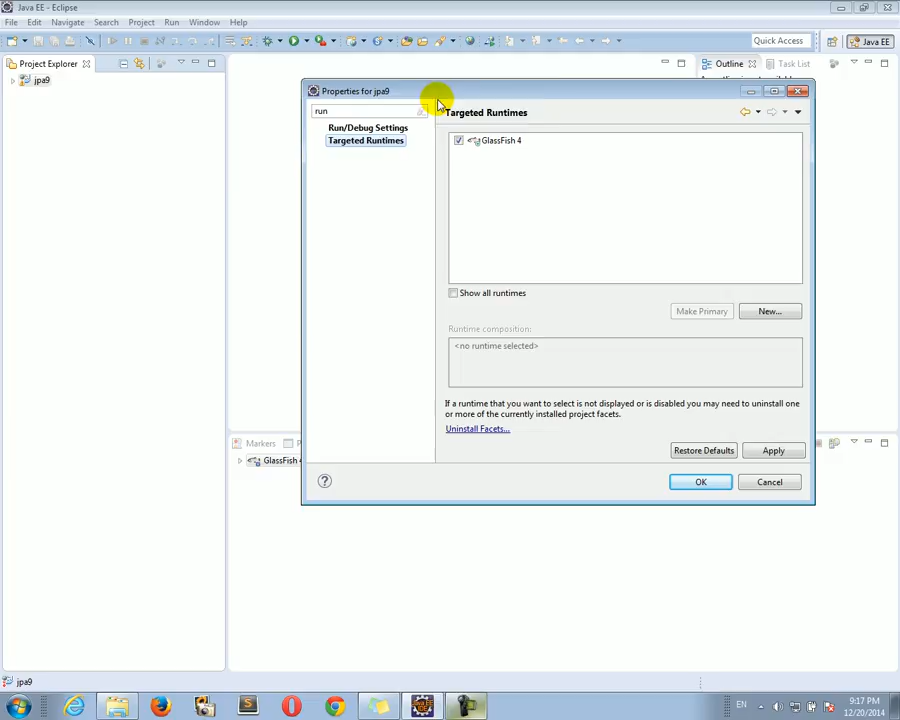 Java EE - Eclipse
File Edit Navigate Search Project Run Window Help
Quick Access
Java EE
Project Explorer
Outline
Task List
jpa9
Properties for jpa9
run
Targeted Runtimes
Run/Debug Settings
Targeted Runtimes
GlassFish 4
Show all runtimes
Make Primary
New...
Runtime composition:
<no runtime selected>
If a runtime that you want to select is not displayed or is disabled you may need to uninstall one
or more of the currently installed project facets.
Uninstall Facets...
Restore Defaults
Apply
OK
Cancel
Markers
GlassFish
jpa9
EN
9:17 PM
12/20/2014